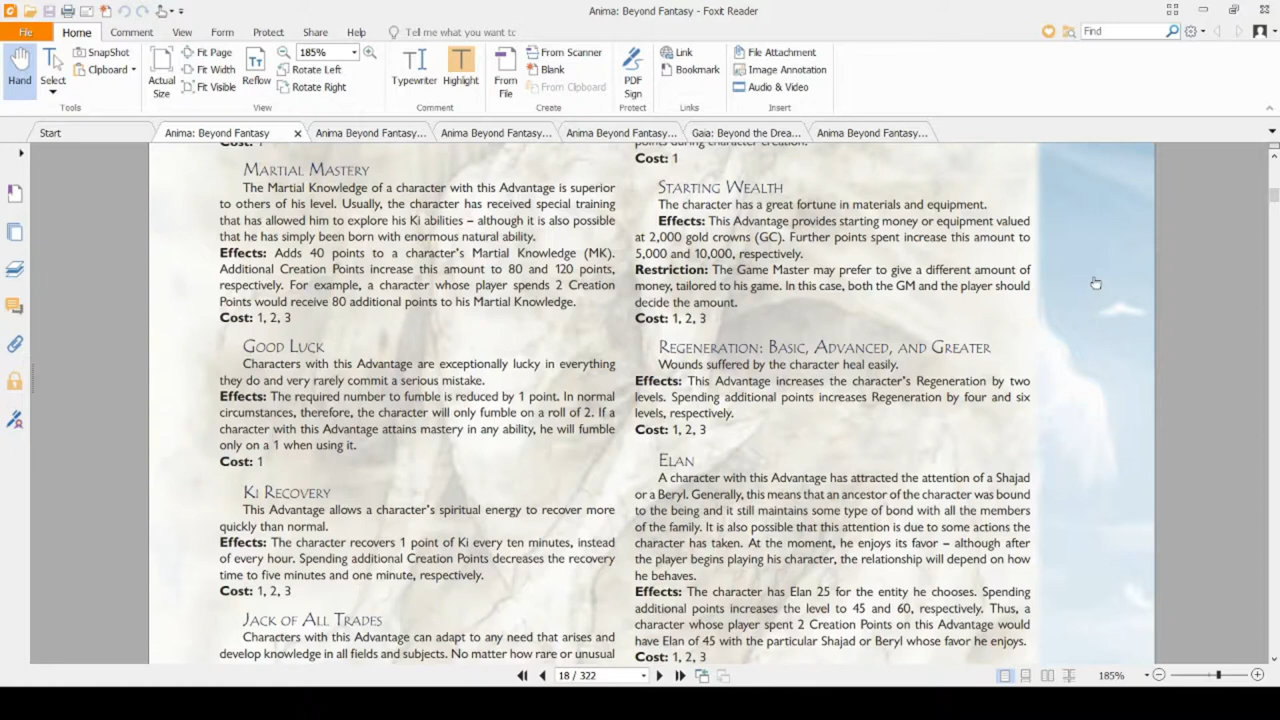 Anima: Beyond Fantasy - Foxit Reader
File
Home
Comment
View
Form
Protect
Share
Help
Tell me what you want to
Find
Hand
Select
SnapShot
Clipboard
Tools
Actual Size
Fit Page
Fit Width
Fit Visible
Reflow
185%
Rotate Left
Rotate Right
View
Typewriter
Highlight
Comment
From File
From Scanner
Blank
From Clipboard
Create
PDF Sign
Protect
Link
Bookmark
Links
File Attachment
Image Annotation
Audio & Video
Insert
Start
Anima: Beyond Fantasy
Anima Beyond Fantasy...
Anima Beyond Fantasy...
Anima Beyond Fantasy...
Gaia: Beyond the Drea...
Anima Beyond Fantasy...
Cost: 1
Martial Mastery
The Martial Knowledge of a character with this Advantage is superior
to others of his level. Usually, the character has received special training
that has allowed him to explore his Ki abilities – although it is also possible
that he has simply been born with enormous natural ability.
Effects: Adds 40 points to a character's Martial Knowledge (MK).
Additional Creation Points increase this amount to 80 and 120 points,
respectively. For example, a character whose player spends 2 Creation
Points would receive 80 additional points to his Martial Knowledge.
Cost: 1, 2, 3
Good Luck
Characters with this Advantage are exceptionally lucky in everything
they do and very rarely commit a serious mistake.
Effects: The required number to fumble is reduced by 1 point. In normal
circumstances, therefore, the character will only fumble on a roll of 2. If a
character with this Advantage attains mastery in any ability, he will fumble
only on a 1 when using it.
Cost: 1
Ki Recovery
This Advantage allows a character's spiritual energy to recover more
quickly than normal.
Effects: The character recovers 1 point of Ki every ten minutes, instead
of every hour. Spending additional Creation Points decreases the recovery
time to five minutes and one minute, respectively.
Cost: 1, 2, 3
Jack of All Trades
Characters with this Advantage can adapt to any need that arises and
develop knowledge in all fields and subjects. No matter how rare or unusual
points during character creation.
Cost: 1
Starting Wealth
The character has a great fortune in materials and equipment.
Effects: This Advantage provides starting money or equipment valued
at 2,000 gold crowns (GC). Further points spent increase this amount to
5,000 and 10,000, respectively.
Restriction: The Game Master may prefer to give a different amount of
money, tailored to his game. In this case, both the GM and the player should
decide the amount.
Cost: 1, 2, 3
Regeneration: Basic, Advanced, and Greater
Wounds suffered by the character heal easily.
Effects: This Advantage increases the character's Regeneration by two
levels. Spending additional points increases Regeneration by four and six
levels, respectively.
Cost: 1, 2, 3
Elan
A character with this Advantage has attracted the attention of a Shajad
or a Beryl. Generally, this means that an ancestor of the character was bound
to the being and it still maintains some type of bond with all the members
of the family. It is also possible that this attention is due to some actions the
character has taken. At the moment, he enjoys its favor – although after
the player begins playing his character, the relationship will depend on how
he behaves.
Effects: The character has Elan 25 for the entity he chooses. Spending
additional points increases the level to 45 and 60, respectively. Thus, a
character whose player spent 2 Creation Points on this Advantage would
have Elan of 45 with the particular Shajad or Beryl whose favor he enjoys.
Cost: 1, 2, 3
18 / 322
185%